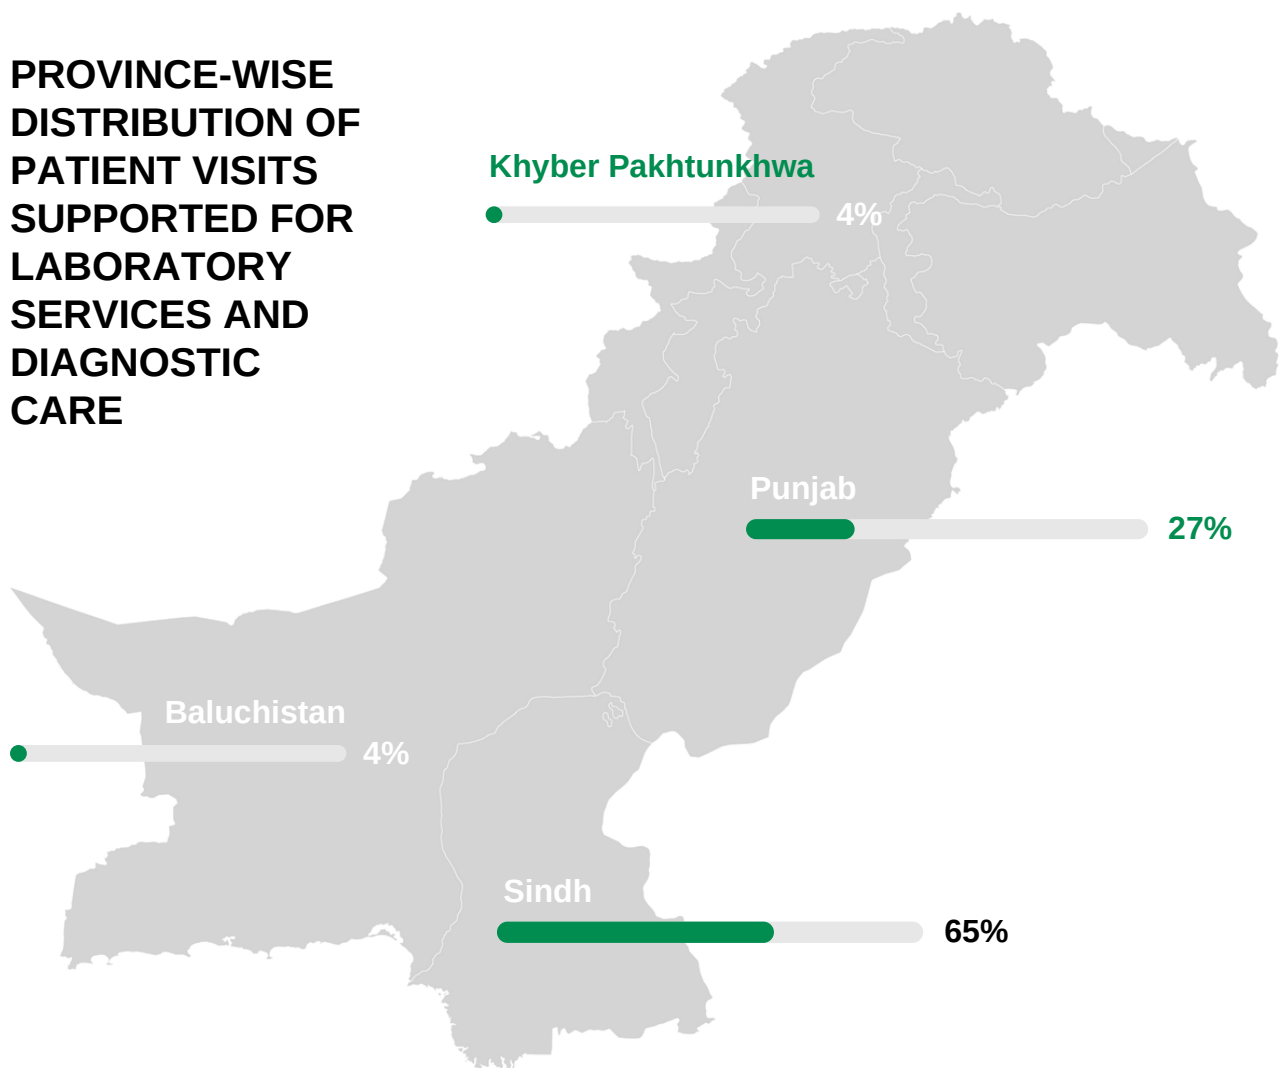 PROVINCE-WISE
DISTRIBUTION OF
PATIENT VISITS
SUPPORTED FOR
LABORATORY
SERVICES AND
DIAGNOSTIC
CARE
Khyber Pakhtunkhwa
4%
Punjab
27%
Baluchistan
4%
Sindh
65%